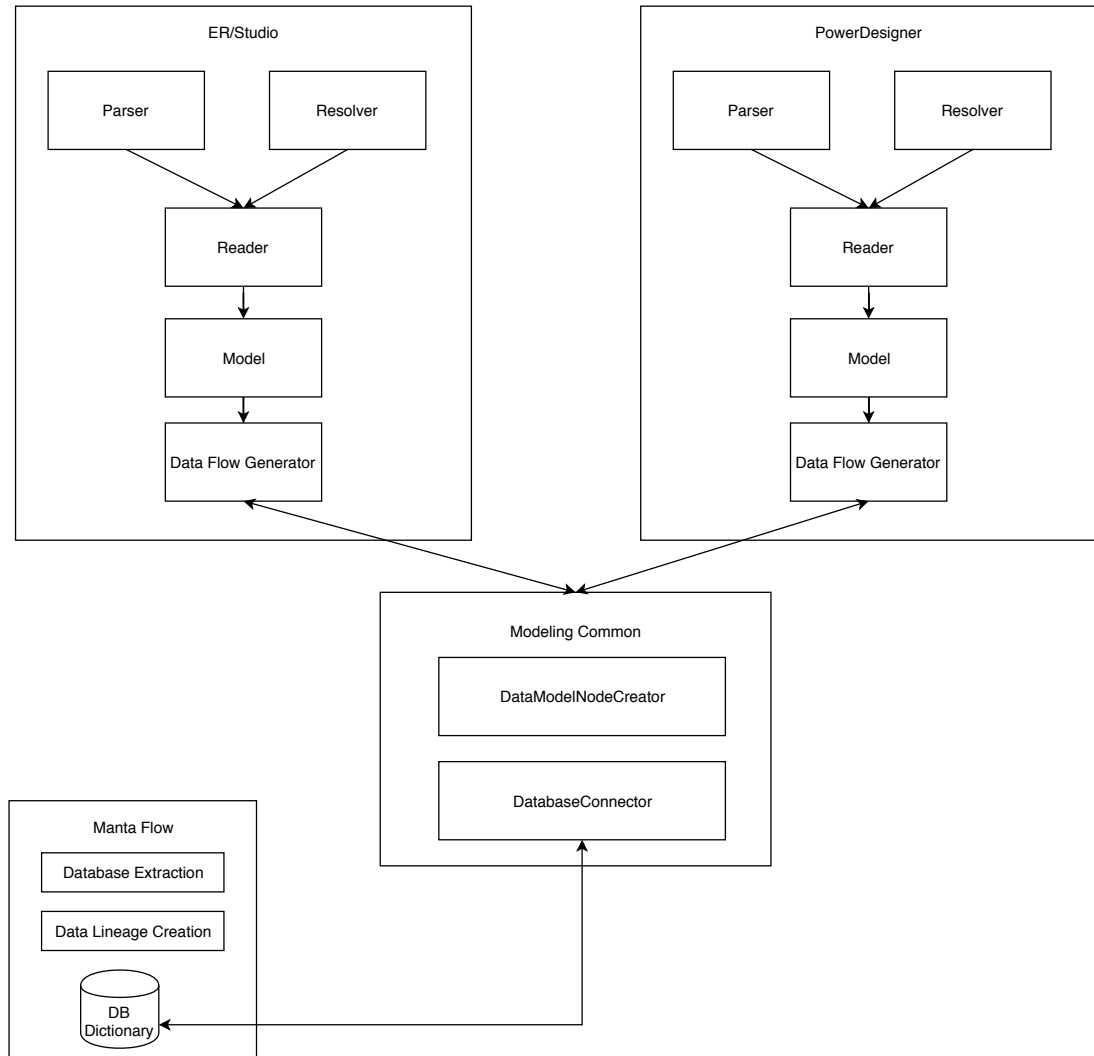 ER/Studio
Parser
Resolver
Reader
Model
Data Flow Generator
PowerDesigner
Parser
Resolver
Reader
Model
Data Flow Generator
Modeling Common
DataModelNodeCreator
DatabaseConnector
Manta Flow
Database Extraction
Data Lineage Creation
DB
Dictionary